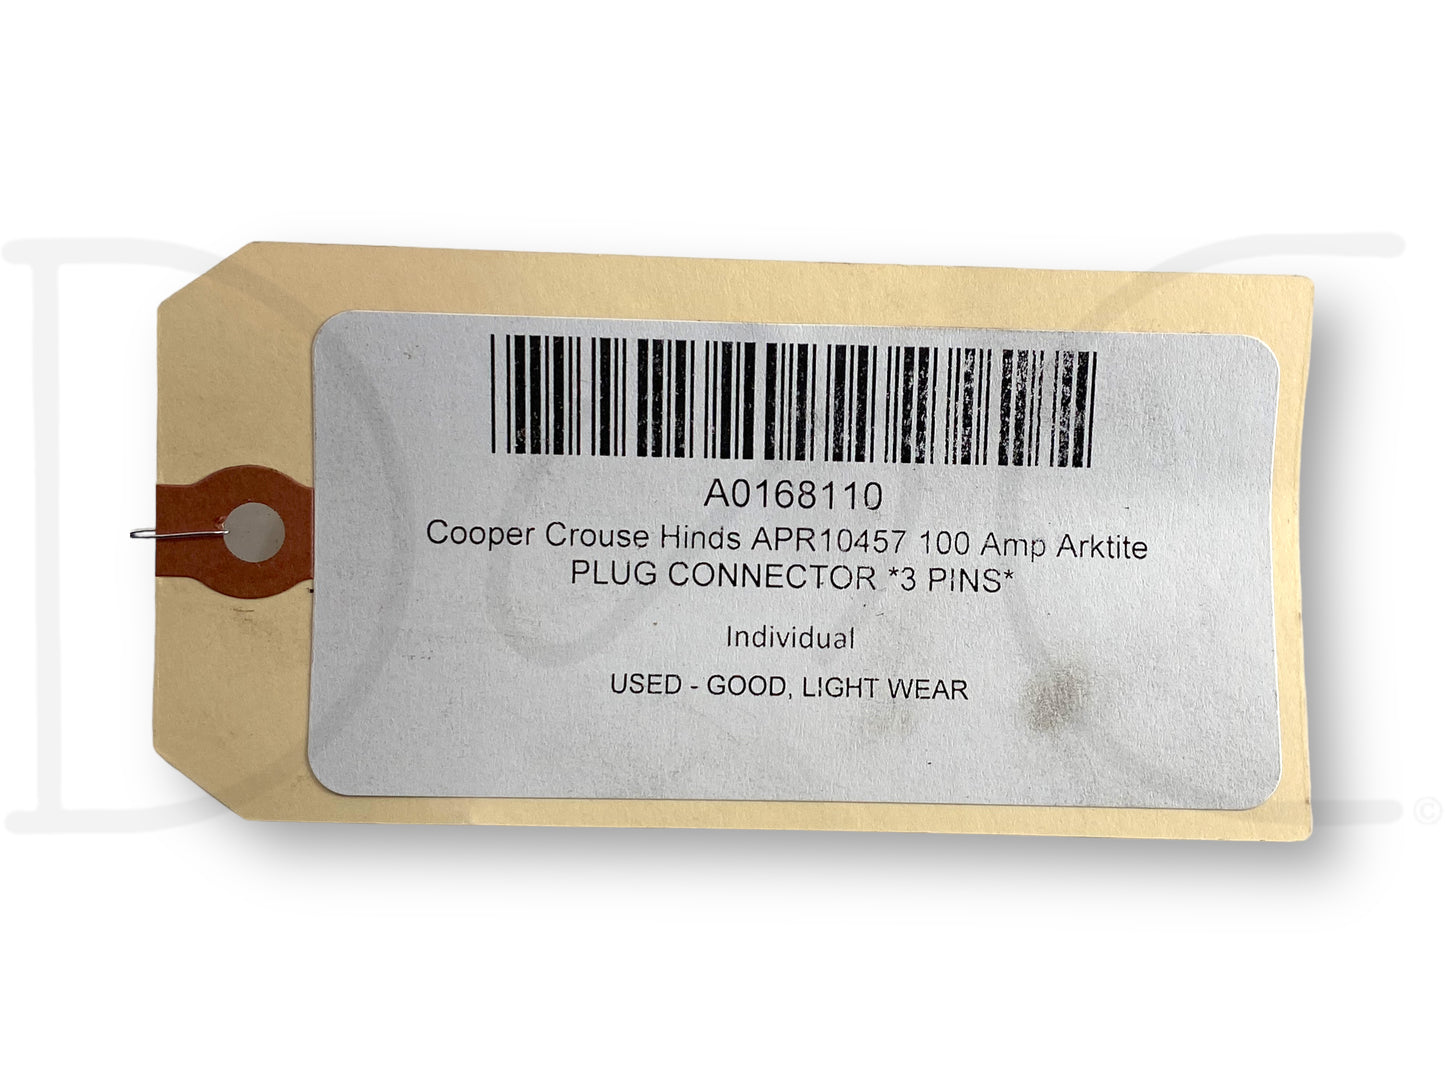 A0168110
Cooper Crouse Hinds APR10457 100 Amp Arktite
PLUG CONNECTOR *3 PINS*
Individual
USED - GOOD, LIGHT WEAR
©